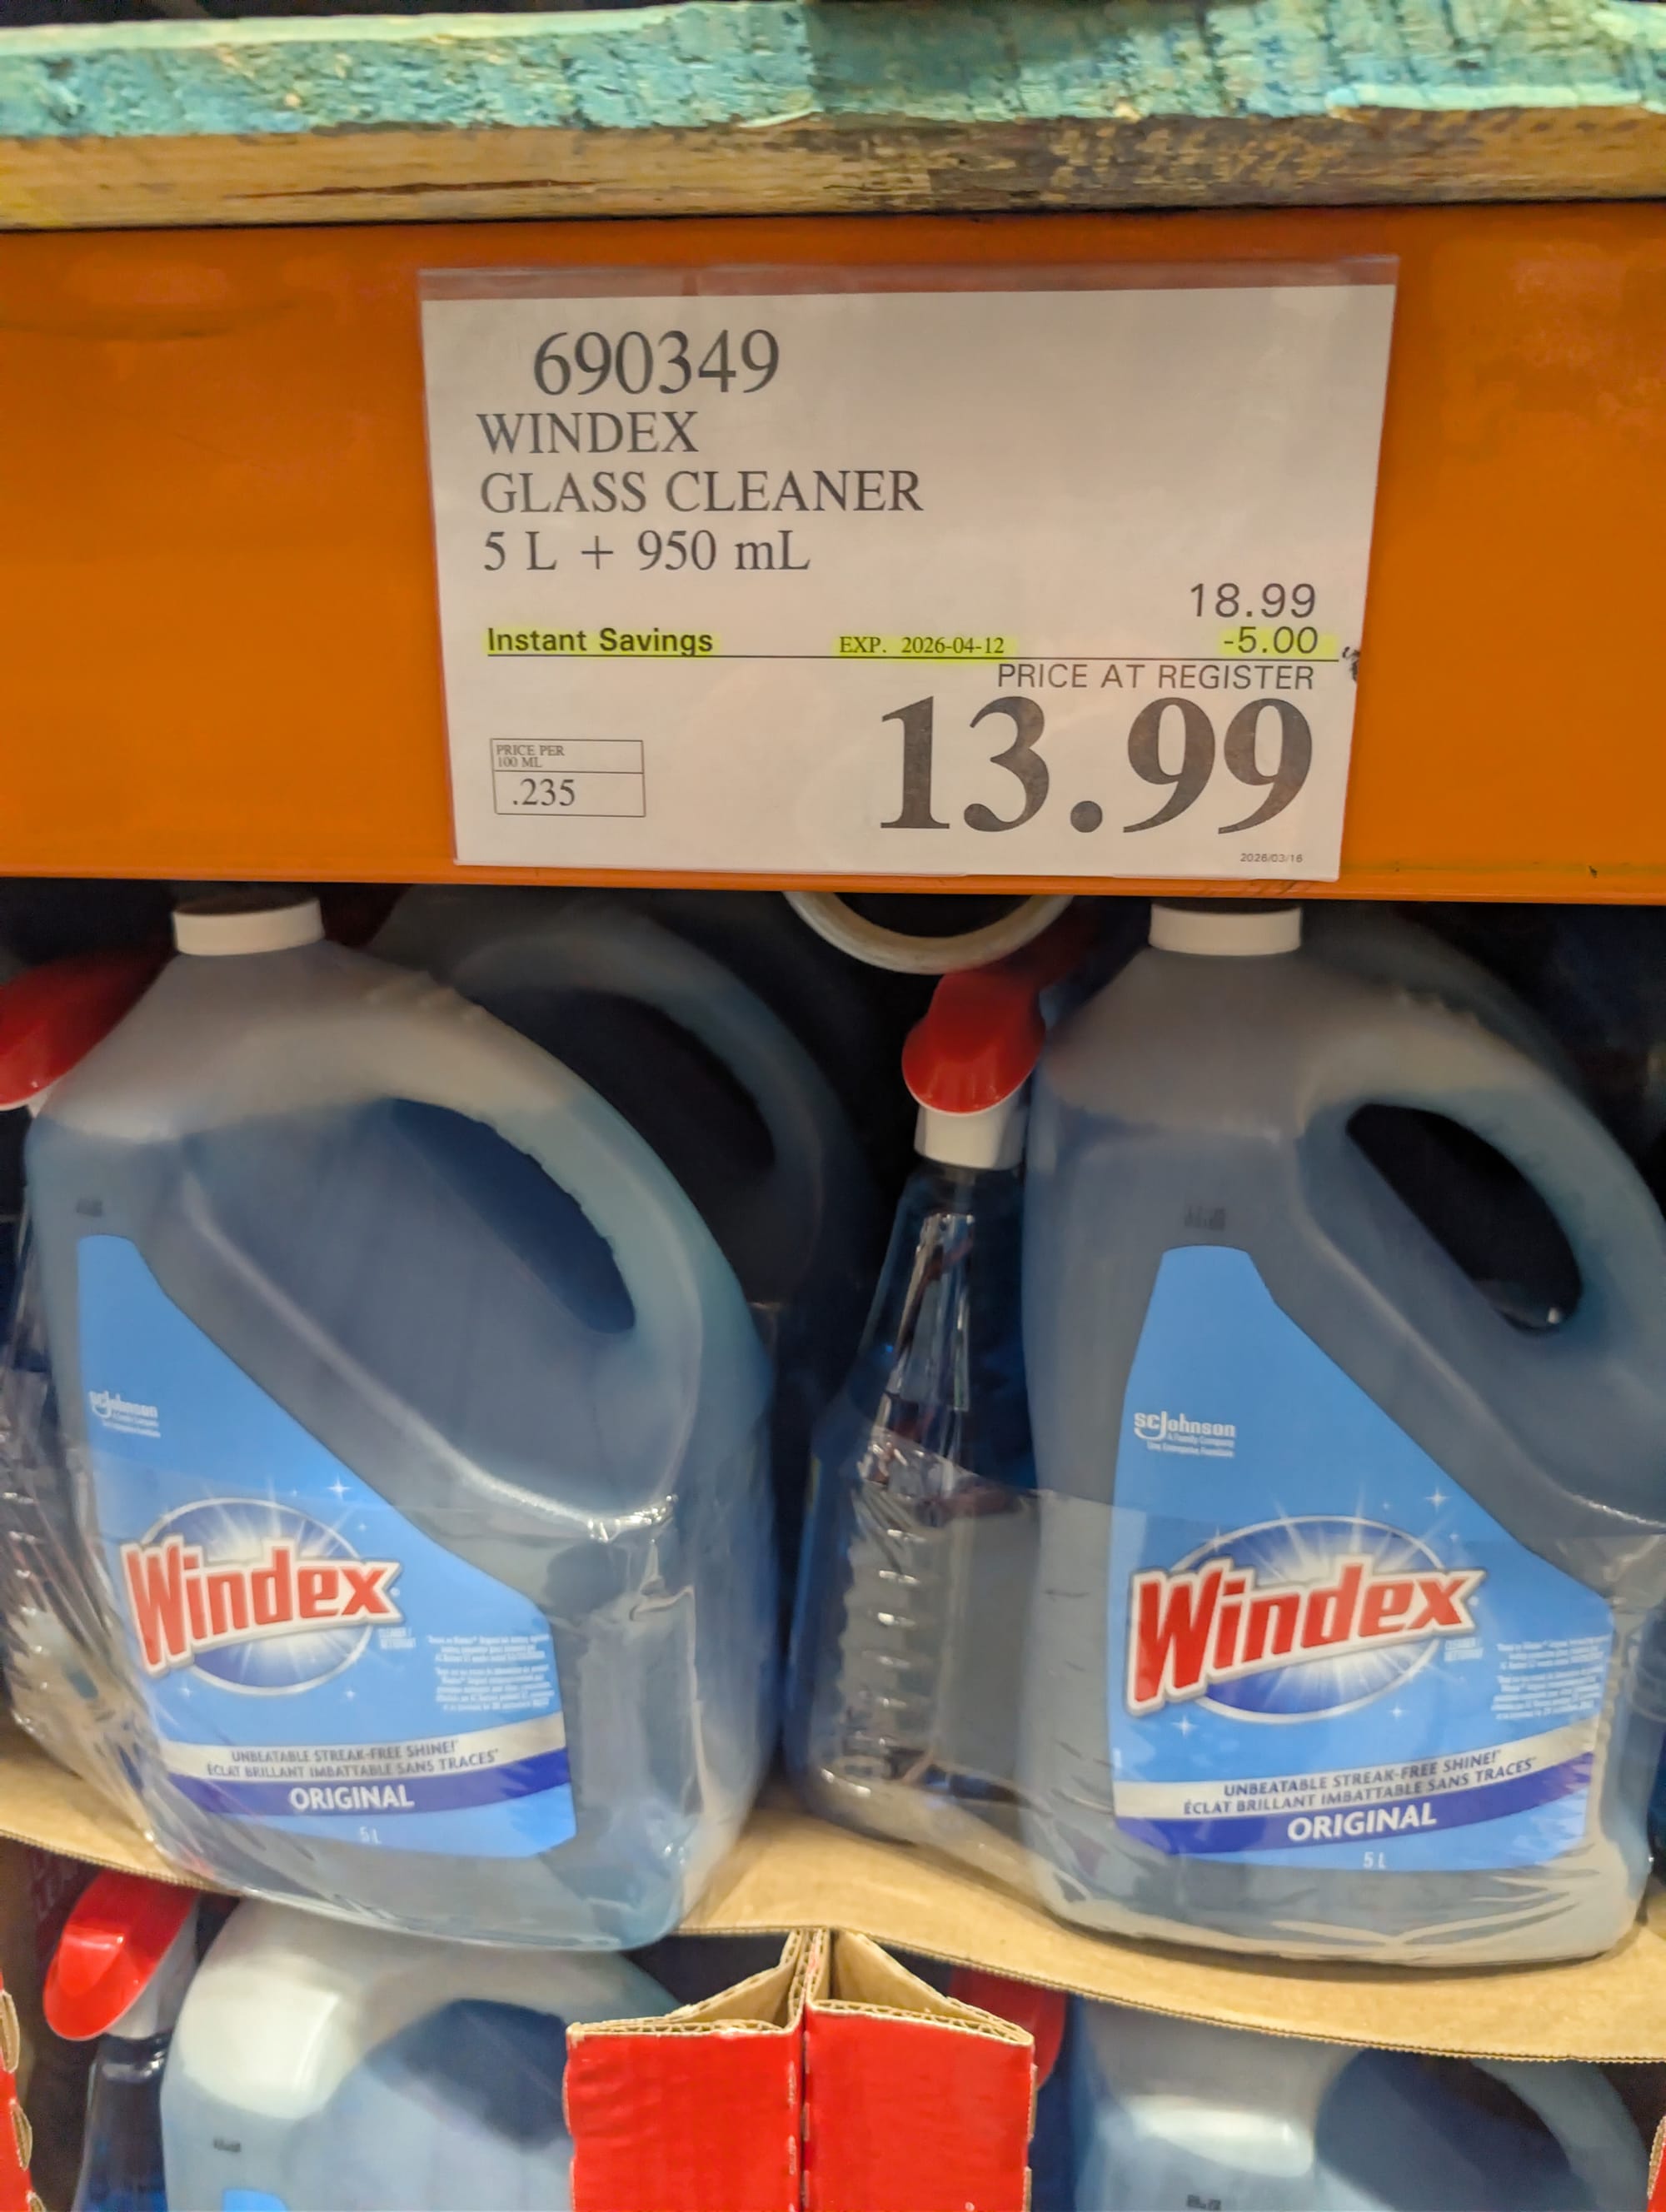 690349
WINDEX
GLASS CLEANER
5 L + 950 mL
18.99
Instant Savings EXP. 2026-04-12 -5.00
PRICE AT REGISTER
13.99
PRICE PER
100 ML
.235
2026/03/16
scjohnson
Windex
UNBEATABLE STREAK-FREE SHINE!
ÉCLAT BRILLANT IMBATTABLE SANS TRACES*
ORIGINAL
5 L
scjohnson
A Family Company
Windex
UNBEATABLE STREAK-FREE SHINE!
ÉCLAT BRILLANT IMBATTABLE SANS TRACES*
ORIGINAL
5 L